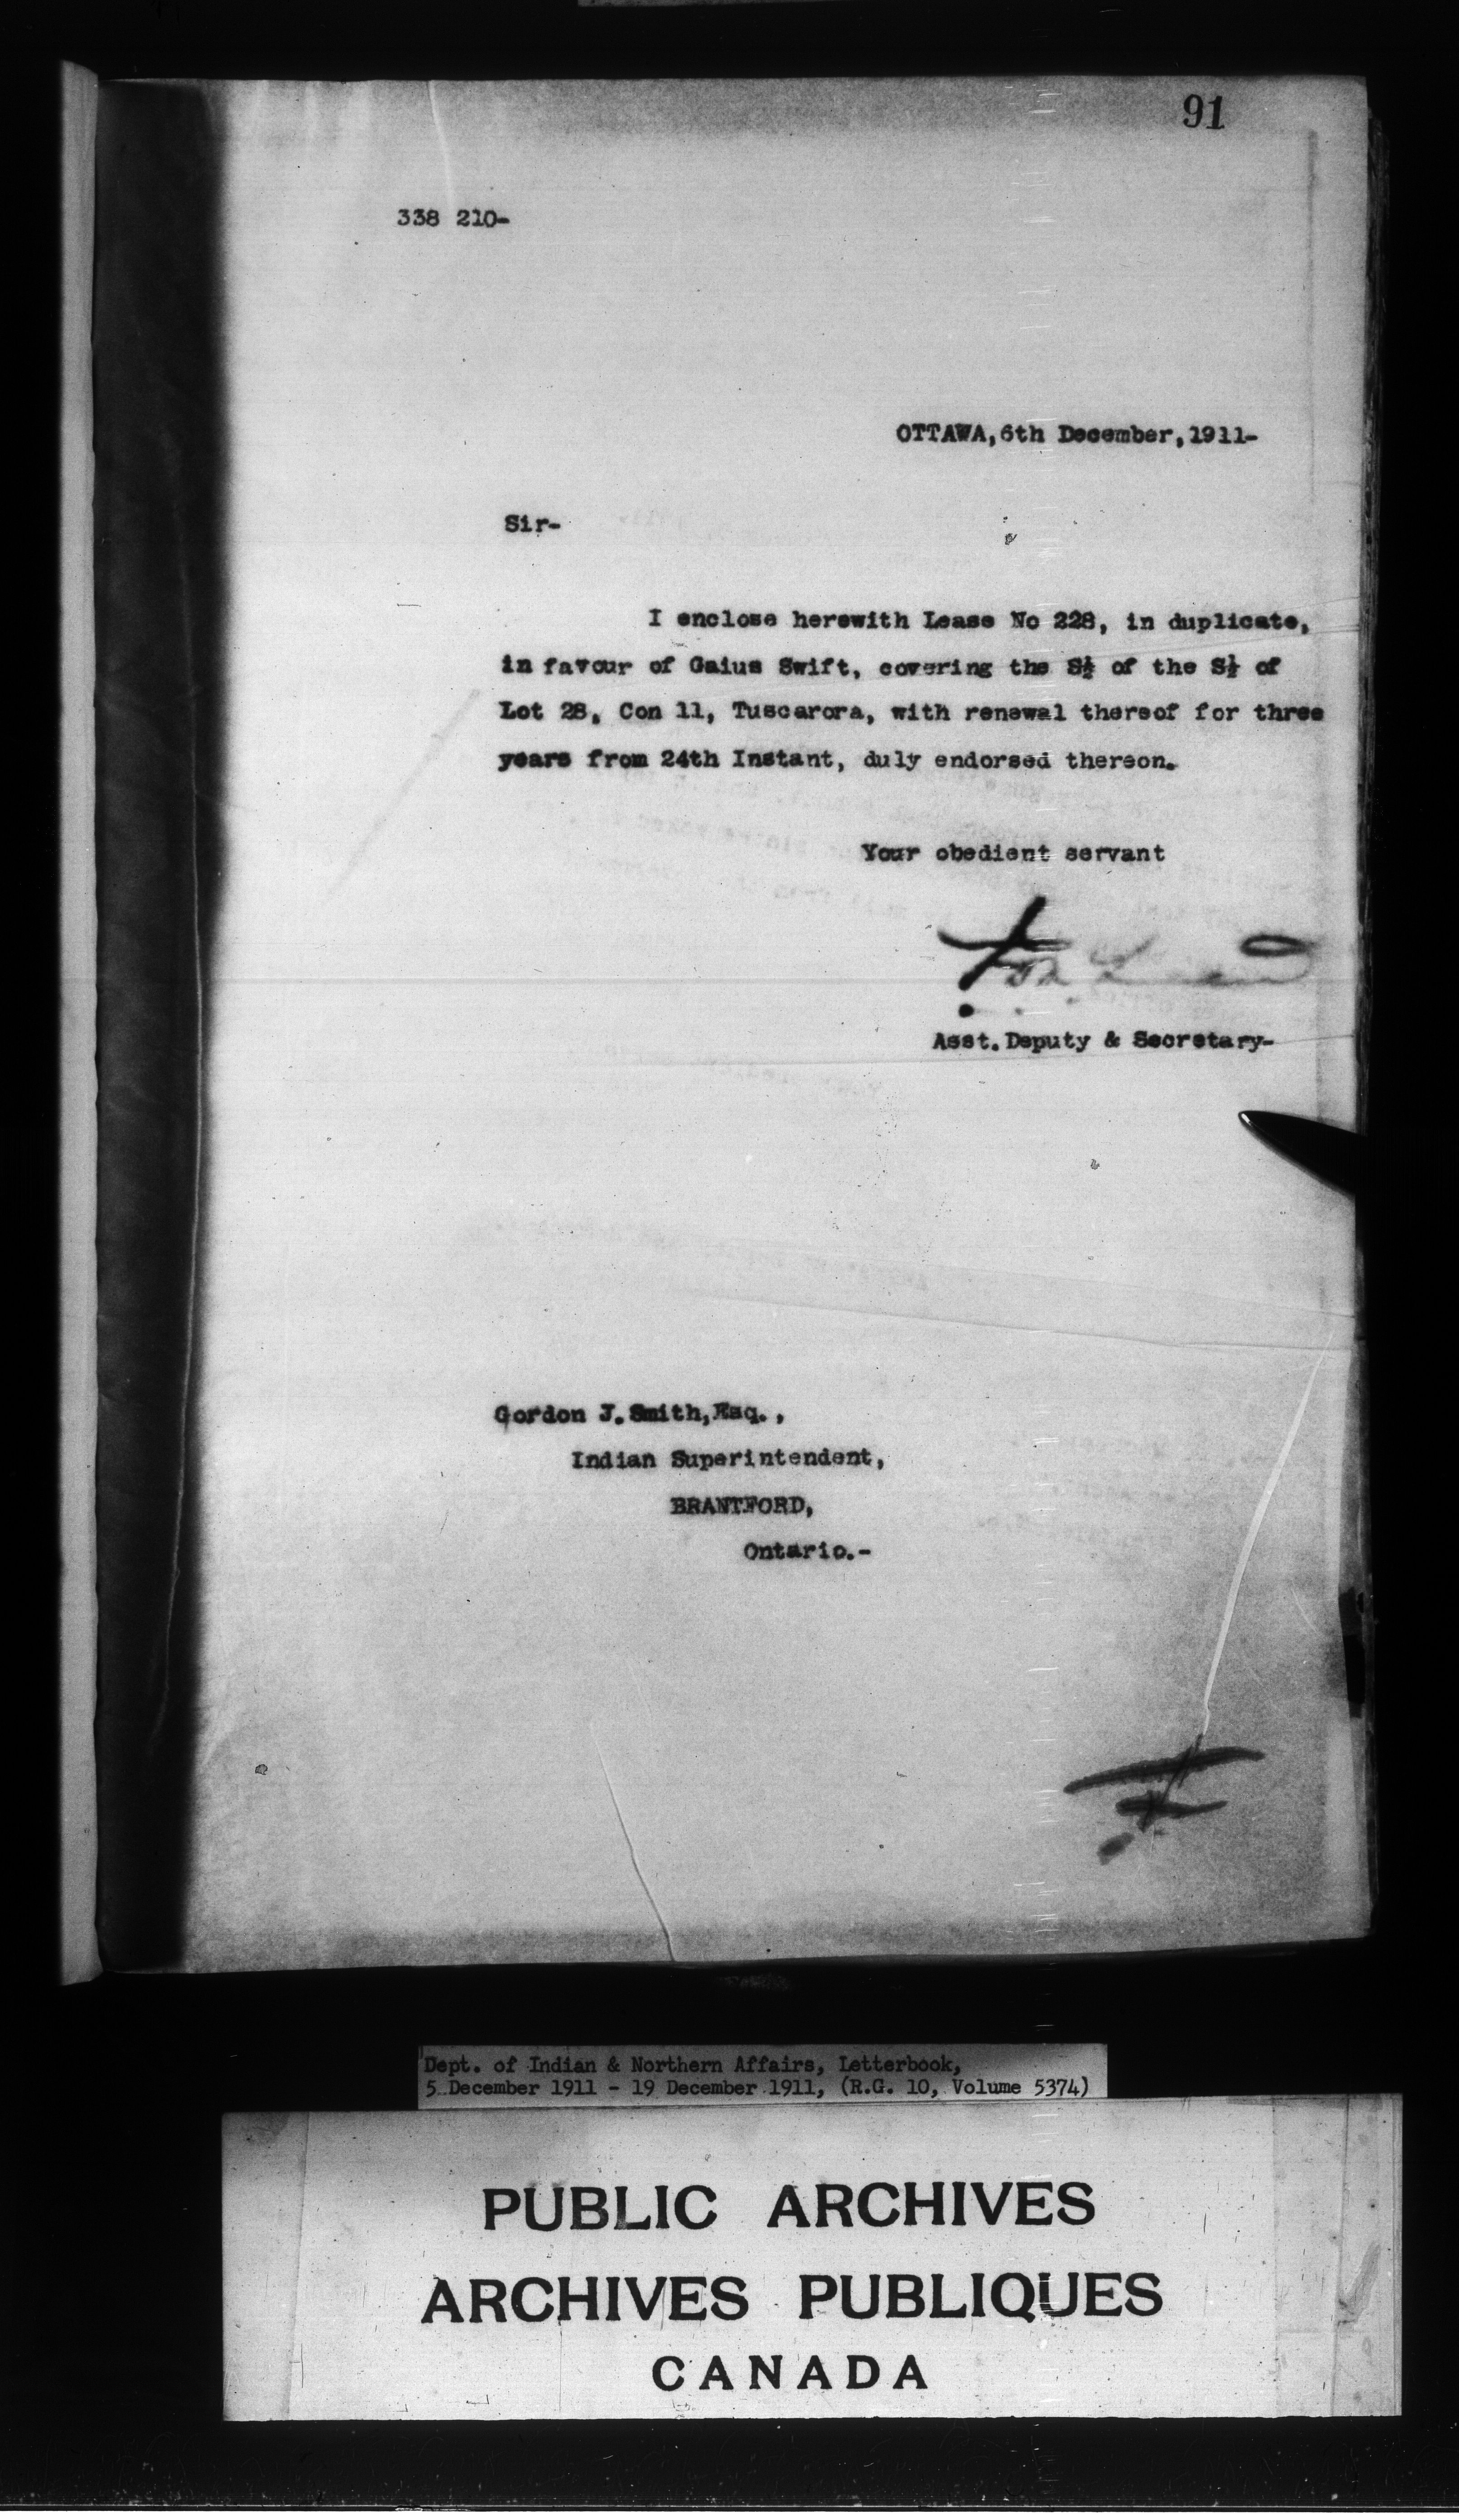 91
338 210-
OTTAWA, 6th December, 1911-
Sir-
I enclose herewith Lease No 228, in duplicate,
in favour of Gaius Swift, covering the S½ of the S½ of
Lot 28, Con 11, Tuscarora, with renewal thereof for three
years from 24th Instant, duly endorsed thereon.
Your obedient servant
Asst. Deputy & Secretary-
Gordon J. Smith, Esq.,
Indian Superintendent,
BRANTFORD,
Ontario.-
Dept. of Indian & Northern Affairs, Letterbook,
5 December 1911 - 19 December 1911, (R.G. 10, Volume 5374)
PUBLIC ARCHIVES
ARCHIVES PUBLIQUES
CANADA